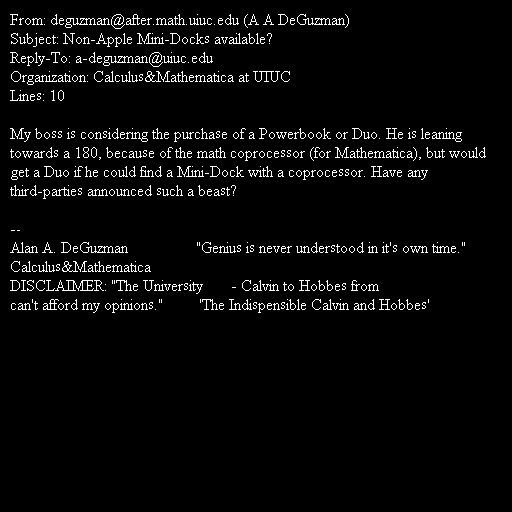 From: deguzman@after.math.uiuc.edu (A A DeGuzman)
Subject: Non-Apple Mini-Docks available?
Reply-To: a-deguzman@uiuc.edu
Organization: Calculus&Mathematica at UIUC
Lines: 10

My boss is considering the purchase of a Powerbook or Duo. He is leaning
towards a 180, because of the math coprocessor (for Mathematica), but would
get a Duo if he could find a Mini-Dock with a coprocessor. Have any
third-parties announced such a beast?

--
Alan A. DeGuzman "Genius is never understood in it's own time."
Calculus&Mathematica
DISCLAIMER: "The University - Calvin to Hobbes from
can't afford my opinions." 'The Indispensible Calvin and Hobbes'